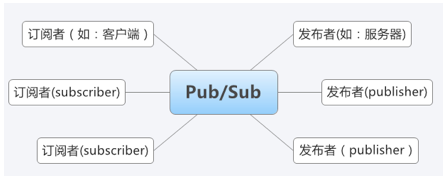 订阅者（如：客户端）
发布者(如：服务器)
订阅者(subscriber)
Pub/Sub
发布者(publisher)
订阅者(subscriber)
发布者（publisher）